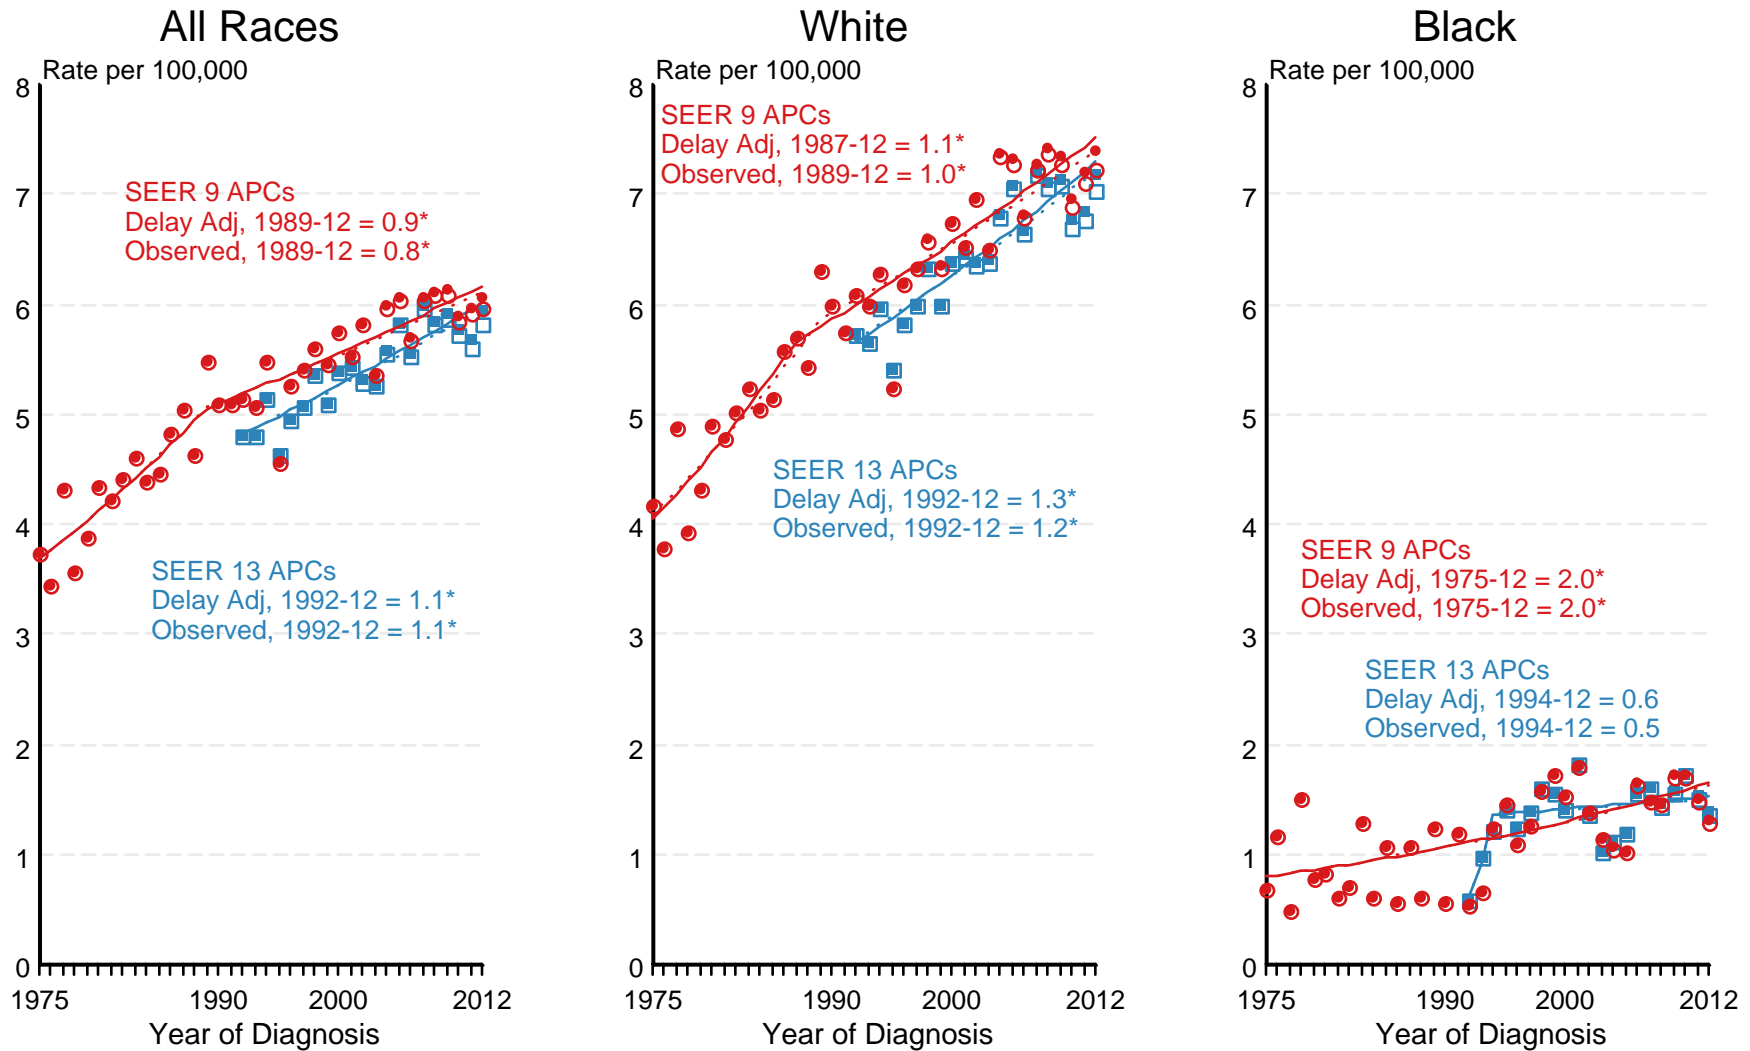 All Races
Rate per 100,000
8
7
6
5
4
3
2
1
0
SEER 9 APCs
Delay Adj, 1989-12 = 0.9*
Observed, 1989-12 = 0.8*
SEER 13 APCs
Delay Adj, 1992-12 = 1.1*
Observed, 1992-12 = 1.1*
1975 1990 2000 2012
Year of Diagnosis
White
Rate per 100,000
8
7
6
5
4
3
2
1
0
SEER 9 APCs
Delay Adj, 1987-12 = 1.1*
Observed, 1989-12 = 1.0*
SEER 13 APCs
Delay Adj, 1992-12 = 1.3*
Observed, 1992-12 = 1.2*
1975 1990 2000 2012
Year of Diagnosis
Black
Rate per 100,000
8
7
6
5
4
3
2
1
0
SEER 9 APCs
Delay Adj, 1975-12 = 2.0*
Observed, 1975-12 = 2.0*
SEER 13 APCs
Delay Adj, 1994-12 = 0.6
Observed, 1994-12 = 0.5
1975 1990 2000 2012
Year of Diagnosis